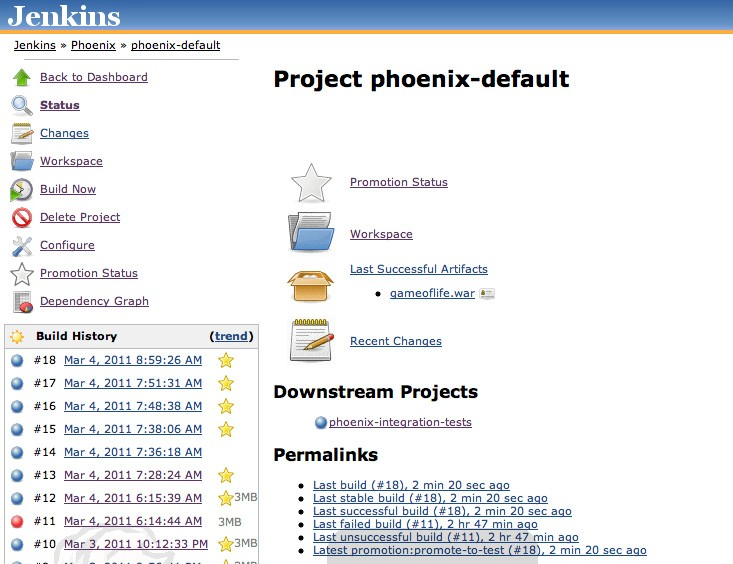 Jenkins
Jenkins » Phoenix » phoenix-default
Back to Dashboard
Status
Changes
Workspace
Build Now
Delete Project
Configure
Promotion Status
Dependency Graph
Build History (trend)
#18 Mar 4, 2011 8:59:26 AM
#17 Mar 4, 2011 7:51:31 AM
#16 Mar 4, 2011 7:48:38 AM
#15 Mar 4, 2011 7:38:06 AM
#14 Mar 4, 2011 7:36:18 AM
#13 Mar 4, 2011 7:28:24 AM
#12 Mar 4, 2011 6:15:39 AM 3MB
#11 Mar 4, 2011 6:14:44 AM 3MB
#10 Mar 3, 2011 10:12:33 PM 3MB
Project phoenix-default
Promotion Status
Workspace
Last Successful Artifacts
gameoflife.war
Recent Changes
Downstream Projects
phoenix-integration-tests
Permalinks
Last build (#18), 2 min 20 sec ago
Last stable build (#18), 2 min 20 sec ago
Last successful build (#18), 2 min 20 sec ago
Last failed build (#11), 2 hr 47 min ago
Last unsuccessful build (#11), 2 hr 47 min ago
Latest promotion:promote-to-test (#18), 2 min 20 sec ago